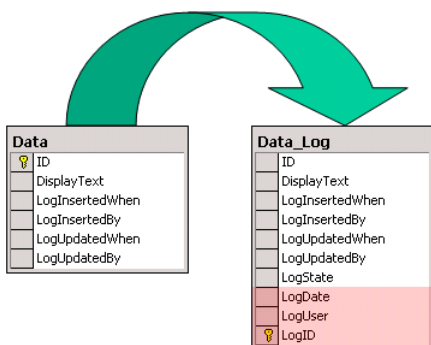 Data
ID
DisplayText
LogInsertedWhen
LogInsertedBy
LogUpdatedWhen
LogUpdatedBy
Data_Log
ID
DisplayText
LogInsertedWhen
LogInsertedBy
LogUpdatedWhen
LogUpdatedBy
LogState
LogDate
LogUser
LogID